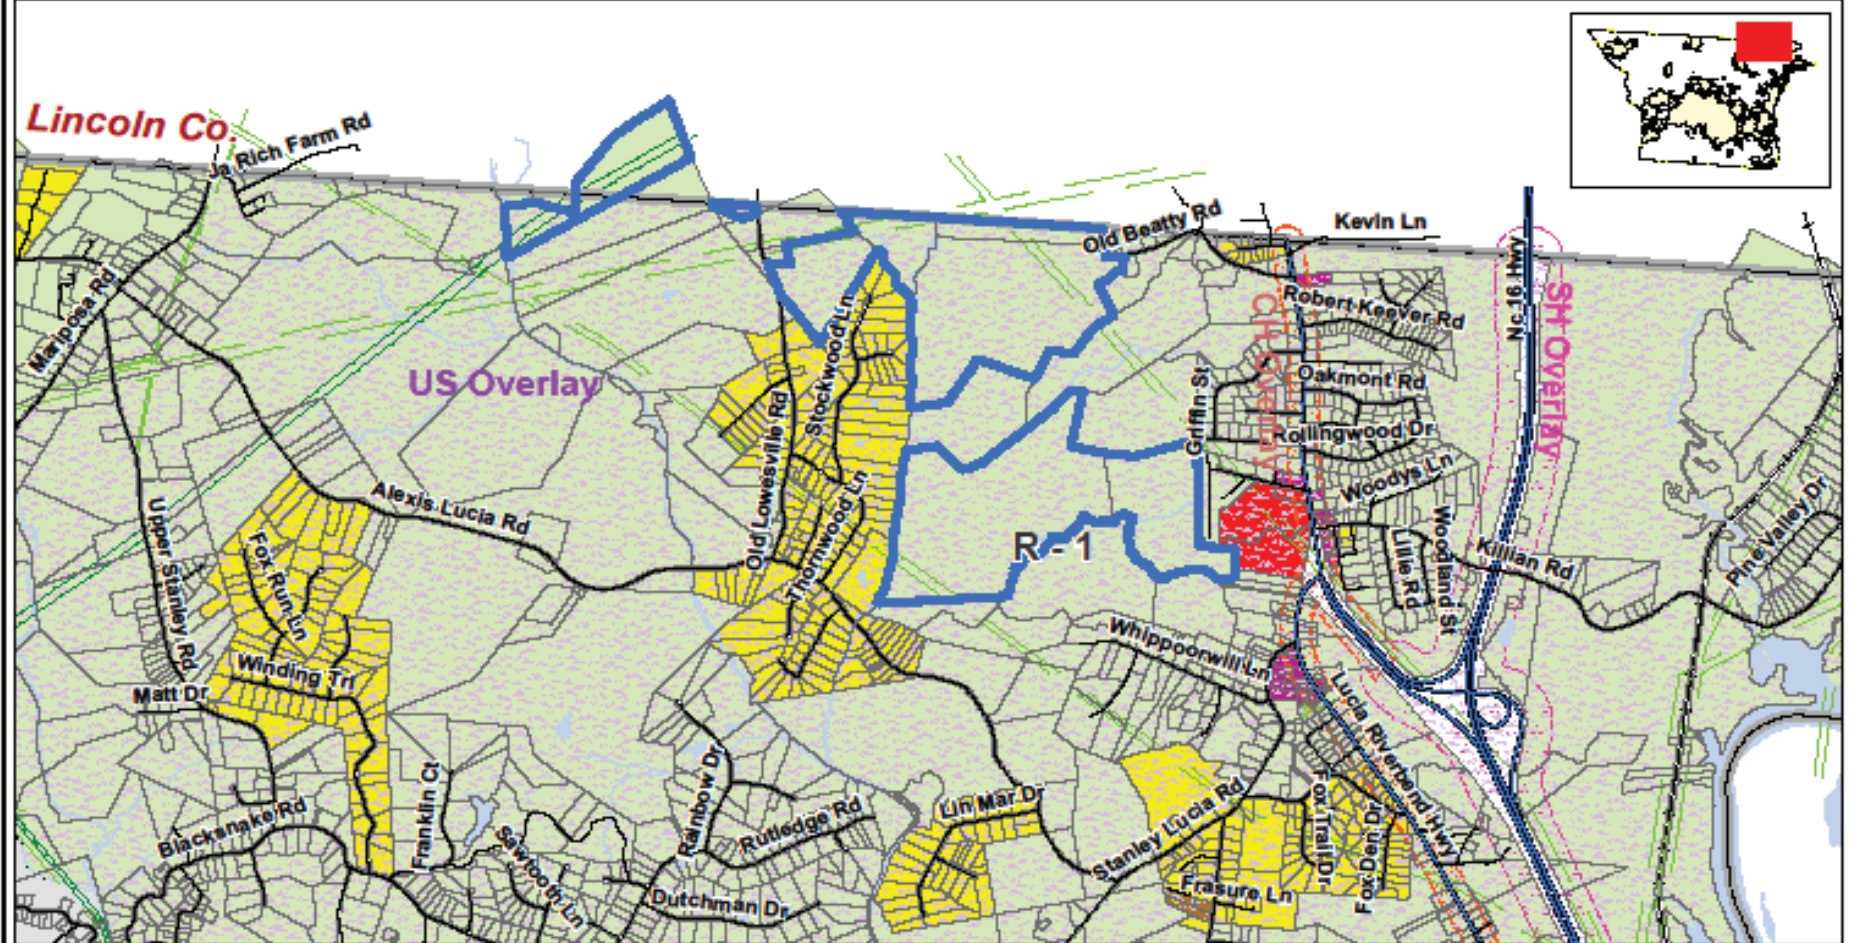 Lincoln Co.
Ja Rich Farm Rd
Old Beatty Rd
Kevin Ln
Nc 16 Hwy
SH Overlay
CH Overlay
Robert Keever Rd
Mariposa Rd
US Overlay
Stockwood Ln
Old Lowesville Rd
Griffin St
Oakmont Rd
Rollingwood Dr
Woodys Ln
Alexis Lucia Rd
Thornwood Ln
Upper Stanley Rd
Fox Run Ln
R - 1
Lillie Rd
Woodland St
Killian Rd
Pine Valley Dr
Whippoorwill Ln
Winding Trl
Matt Dr
Lucia Riverbend Hwy
Franklin Ct
Rainbow Dr
Blacksnake Rd
Sawtooth Ln
Rutledge Rd
Lin Mar Dr
Stanley Lucia Rd
Fox Trail Dr
Fox Den Dr
Dutchman Dr
Frasure Ln